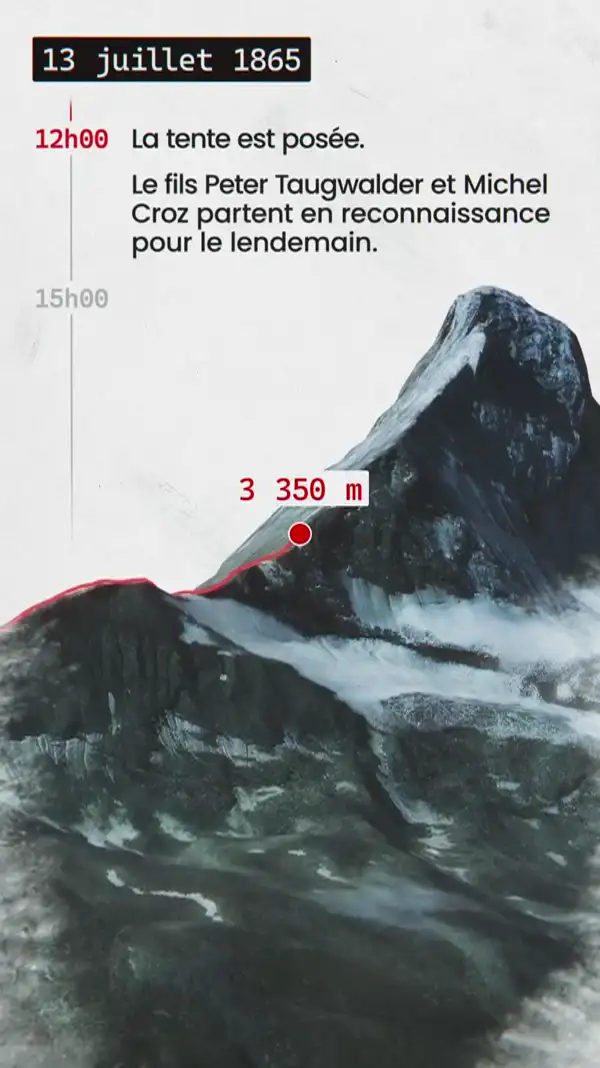 13 juillet 1865
12h00
La tente est posée.
Le fils Peter Taugwalder et Michel
Croz partent en reconnaissance
pour le lendemain.
15h00
3 350 m